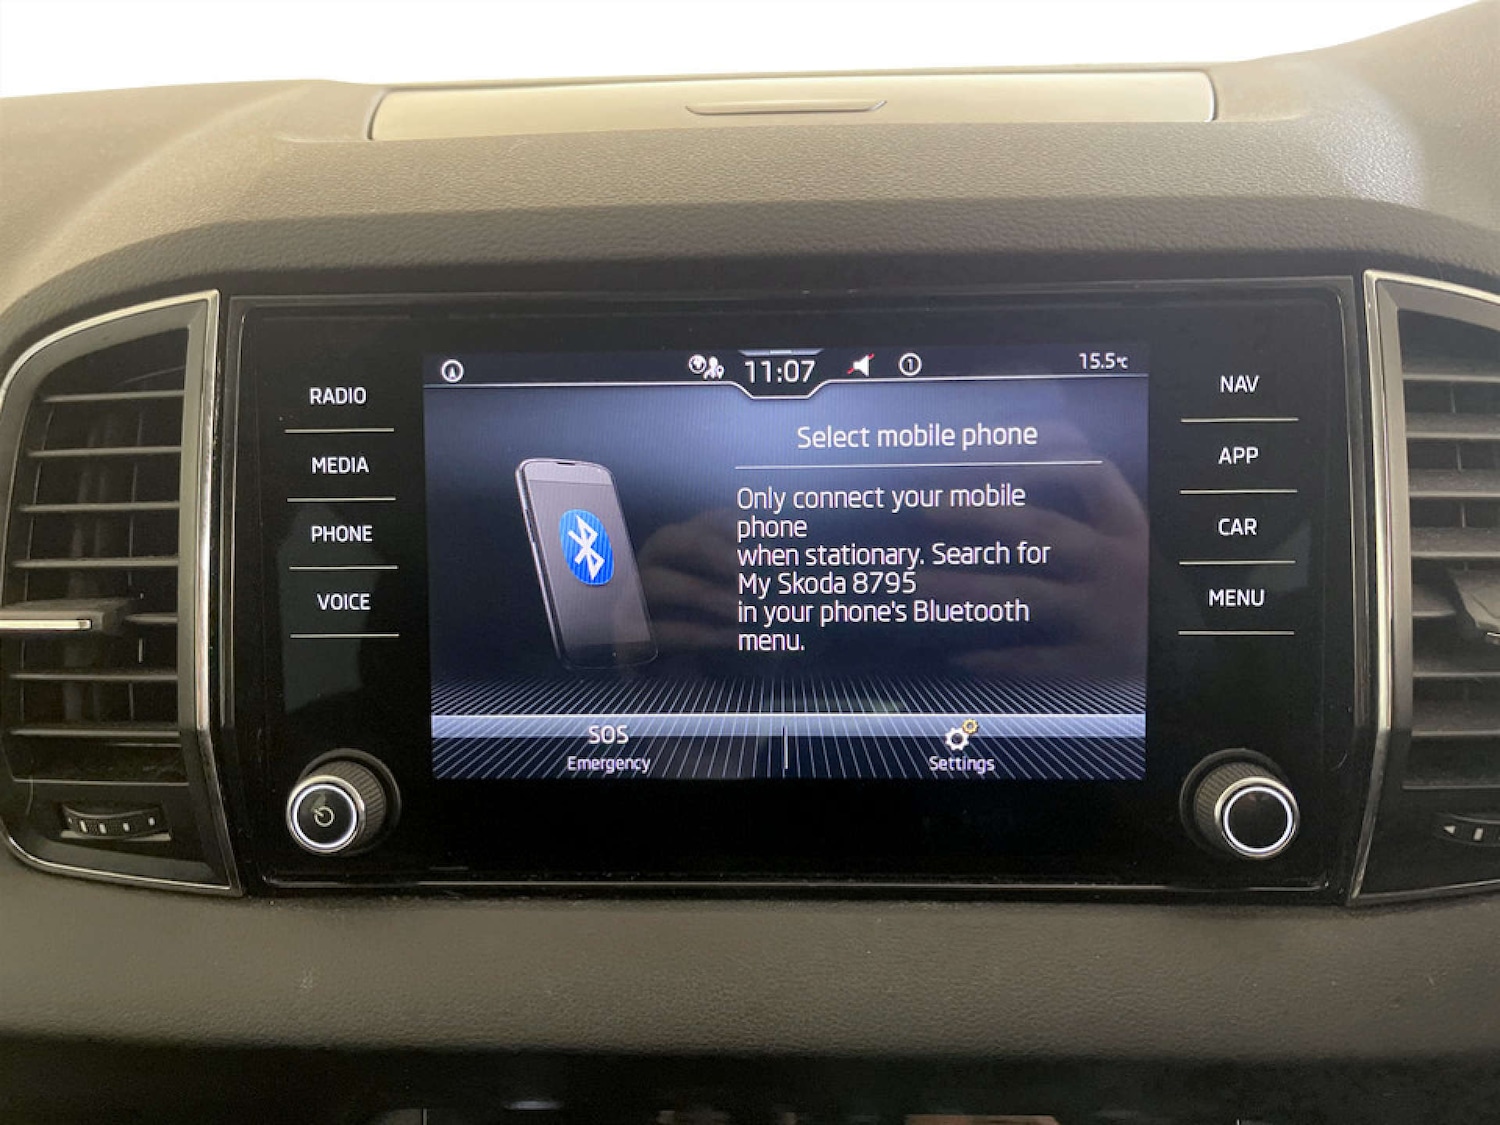 RADIO
MEDIA
PHONE
VOICE
11:07
1
15.5°C
Select mobile phone
Only connect your mobile
phone
when stationary. Search for
My Skoda 8795
in your phone's Bluetooth
menu.
SOS
Emergency
Settings
NAV
APP
CAR
MENU